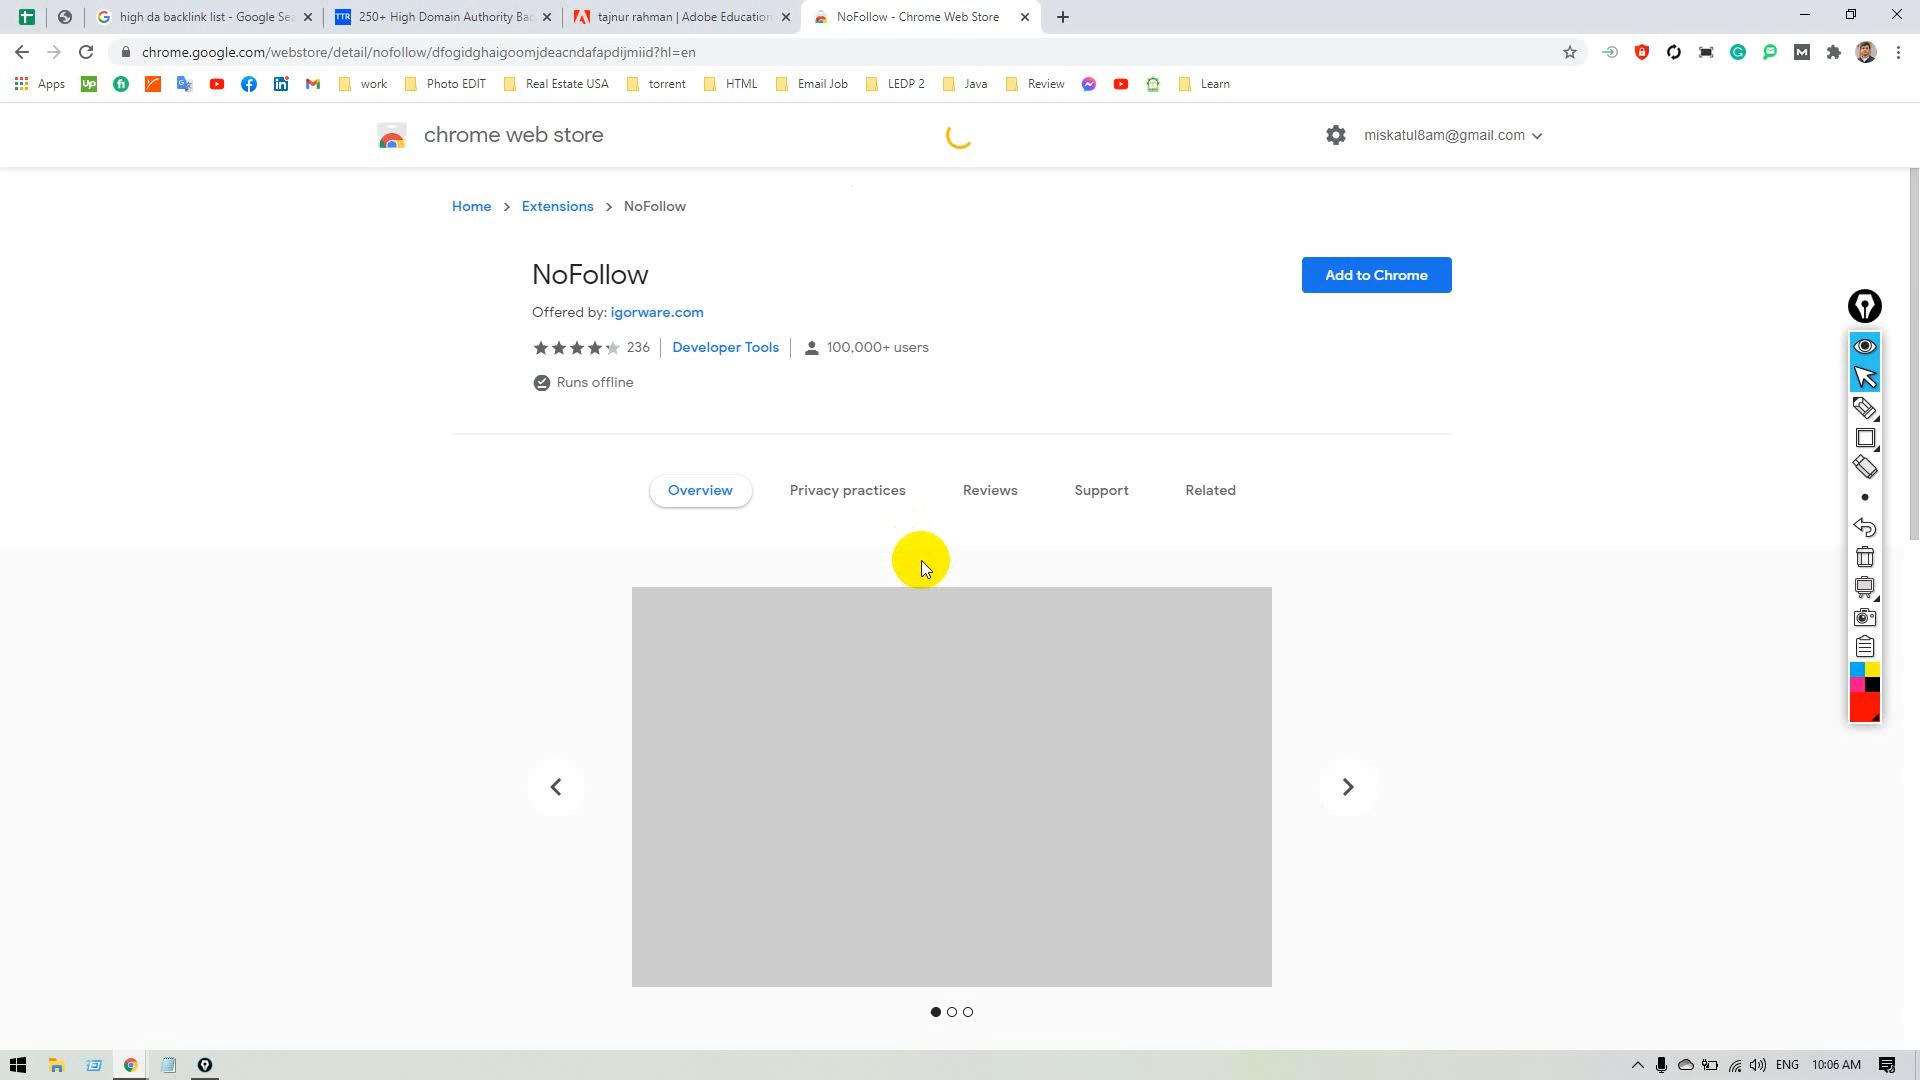 high da backlink list - Google Sea
250+ High Domain Authority Bac
tajnur rahman | Adobe Education
NoFollow - Chrome Web Store
chrome.google.com/webstore/detail/nofollow/dfogidghaigoomjdeacndafapdijmiid?hl=en
Apps
work
Photo EDIT
Real Estate USA
torrent
HTML
Email Job
LEDP 2
Java
Review
Learn
chrome web store
miskatul8am@gmail.com
Home > Extensions > NoFollow
NoFollow
Add to Chrome
Offered by: igorware.com
236
Developer Tools
100,000+ users
Runs offline
Overview
Privacy practices
Reviews
Support
Related
ENG
10:06 AM